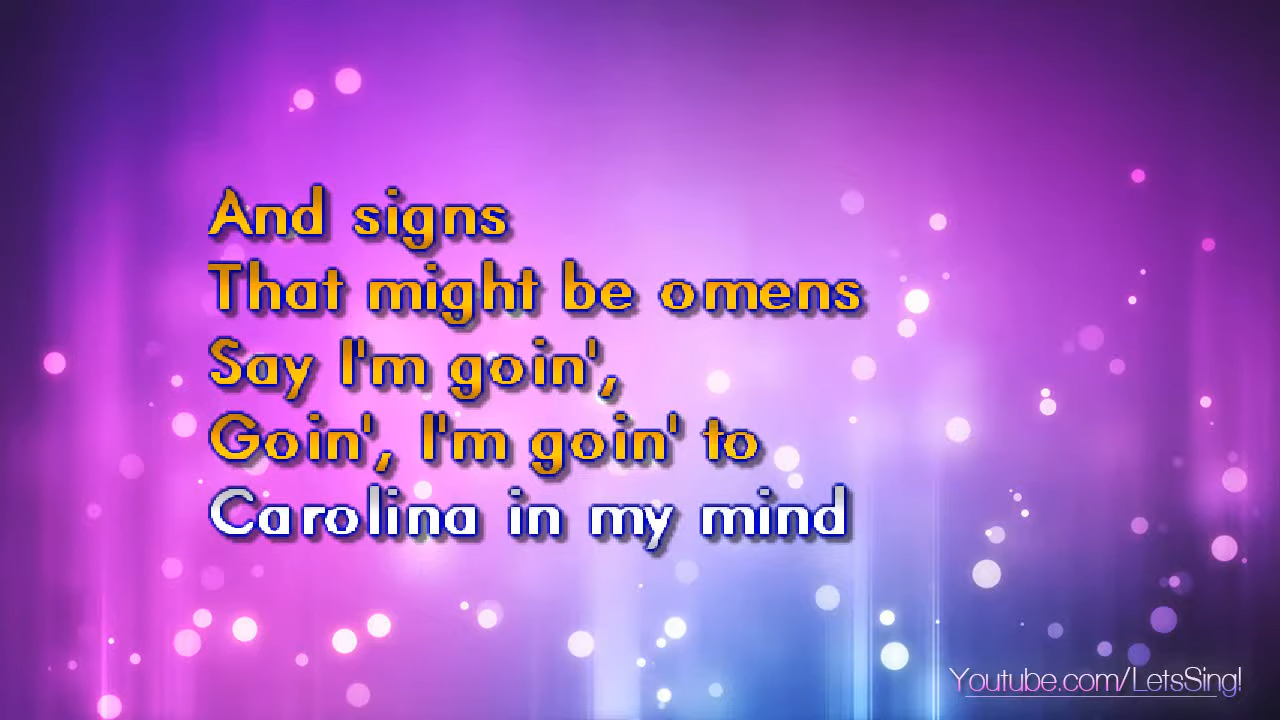 And signs
That might be omens
Say I'm goin',
Goin', I'm goin' to
Carolina in my mind
Youtube.com/LetsSing!